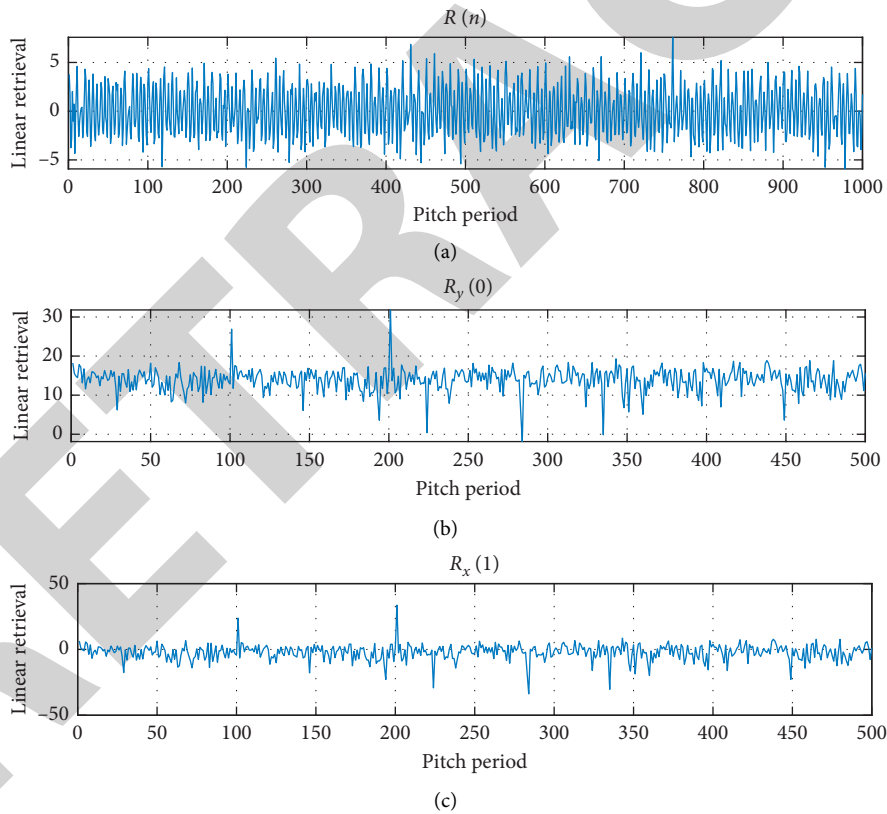 R (n)
Linear retrieval
5
0
–5
0 100 200 300 400 500 600 700 800 900 1000
Pitch period
(a)
R_y (0)
Linear retrieval
30
20
10
0
0 50 100 150 200 250 300 350 400 450 500
Pitch period
(b)
R_x (1)
Linear retrieval
50
0
–50
0 50 100 150 200 250 300 350 400 450 500
Pitch period
(c)
RETRAC